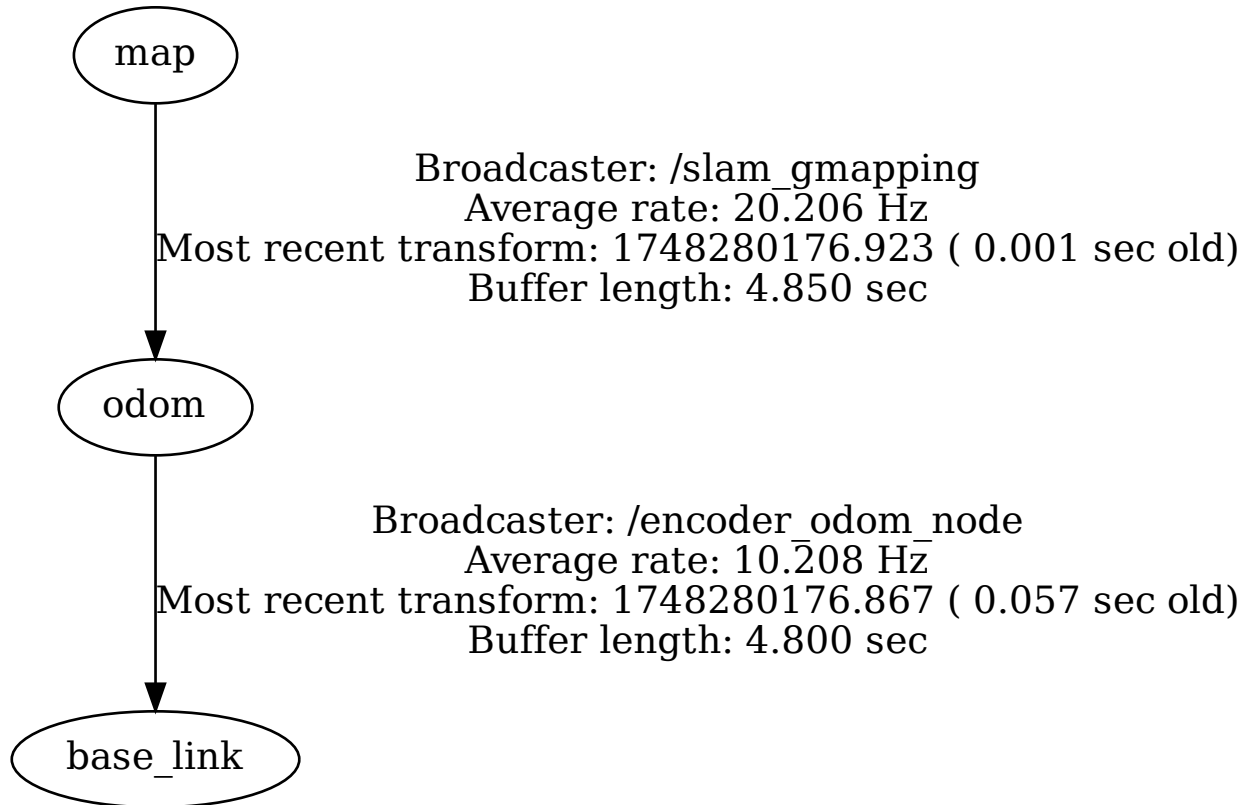 map
Broadcaster: /slam_gmapping
Average rate: 20.206 Hz
Most recent transform: 1748280176.923 ( 0.001 sec old)
Buffer length: 4.850 sec
odom
Broadcaster: /encoder_odom_node
Average rate: 10.208 Hz
Most recent transform: 1748280176.867 ( 0.057 sec old)
Buffer length: 4.800 sec
base_link